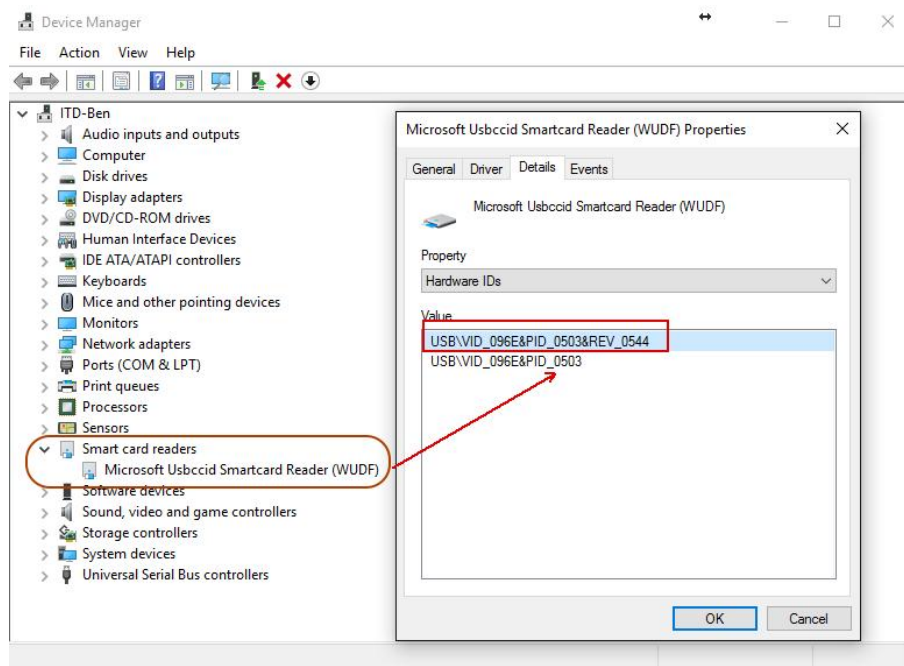 Device Manager
File Action View Help
ITD-Ben
Audio inputs and outputs
Computer
Disk drives
Display adapters
DVD/CD-ROM drives
Human Interface Devices
IDE ATA/ATAPI controllers
Keyboards
Mice and other pointing devices
Monitors
Network adapters
Ports (COM & LPT)
Print queues
Processors
Sensors
Smart card readers
Microsoft Usbccid Smartcard Reader (WUDF)
Software devices
Sound, video and game controllers
Storage controllers
System devices
Universal Serial Bus controllers
Microsoft Usbccid Smartcard Reader (WUDF) Properties
General Driver Details Events
Microsoft Usbccid Smartcard Reader (WUDF)
Property
Hardware IDs
Value
USB\VID_096E&PID_0503&REV_0544
USB\VID_096E&PID_0503
OK Cancel